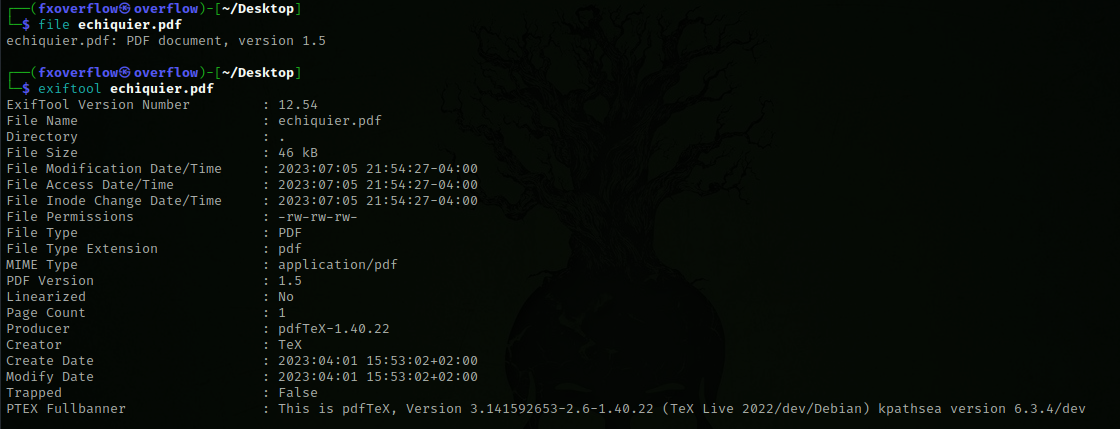 ┌──(fxoverflow㉿overflow)-[~/Desktop]
└─$ file echiquier.pdf
echiquier.pdf: PDF document, version 1.5
┌──(fxoverflow㉿overflow)-[~/Desktop]
└─$ exiftool echiquier.pdf
ExifTool Version Number         : 12.54
File Name                       : echiquier.pdf
Directory                       : .
File Size                       : 46 kB
File Modification Date/Time     : 2023:07:05 21:54:27-04:00
File Access Date/Time           : 2023:07:05 21:54:27-04:00
File Inode Change Date/Time     : 2023:07:05 21:54:27-04:00
File Permissions                : -rw-rw-rw-
File Type                       : PDF
File Type Extension             : pdf
MIME Type                       : application/pdf
PDF Version                     : 1.5
Linearized                      : No
Page Count                      : 1
Producer                        : pdfTeX-1.40.22
Creator                         : TeX
Create Date                     : 2023:04:01 15:53:02+02:00
Modify Date                     : 2023:04:01 15:53:02+02:00
Trapped                         : False
PTEX Fullbanner                 : This is pdfTeX, Version 3.141592653-2.6-1.40.22 (TeX Live 2022/dev/Debian) kpathsea version 6.3.4/dev